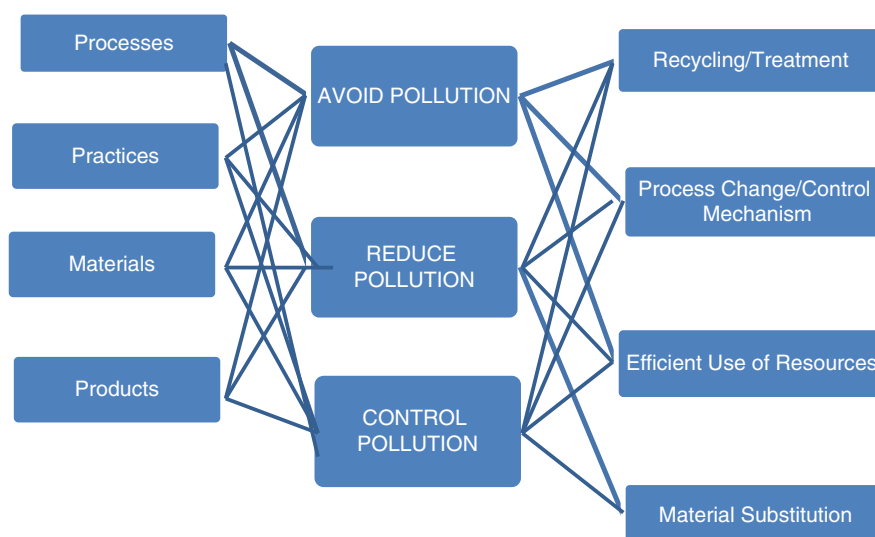 Processes
Practices
Materials
Products
AVOID POLLUTION
REDUCE
POLLUTION
CONTROL
POLLUTION
Recycling/Treatment
Process Change/Control
Mechanism
Efficient Use of Resources
Material Substitution